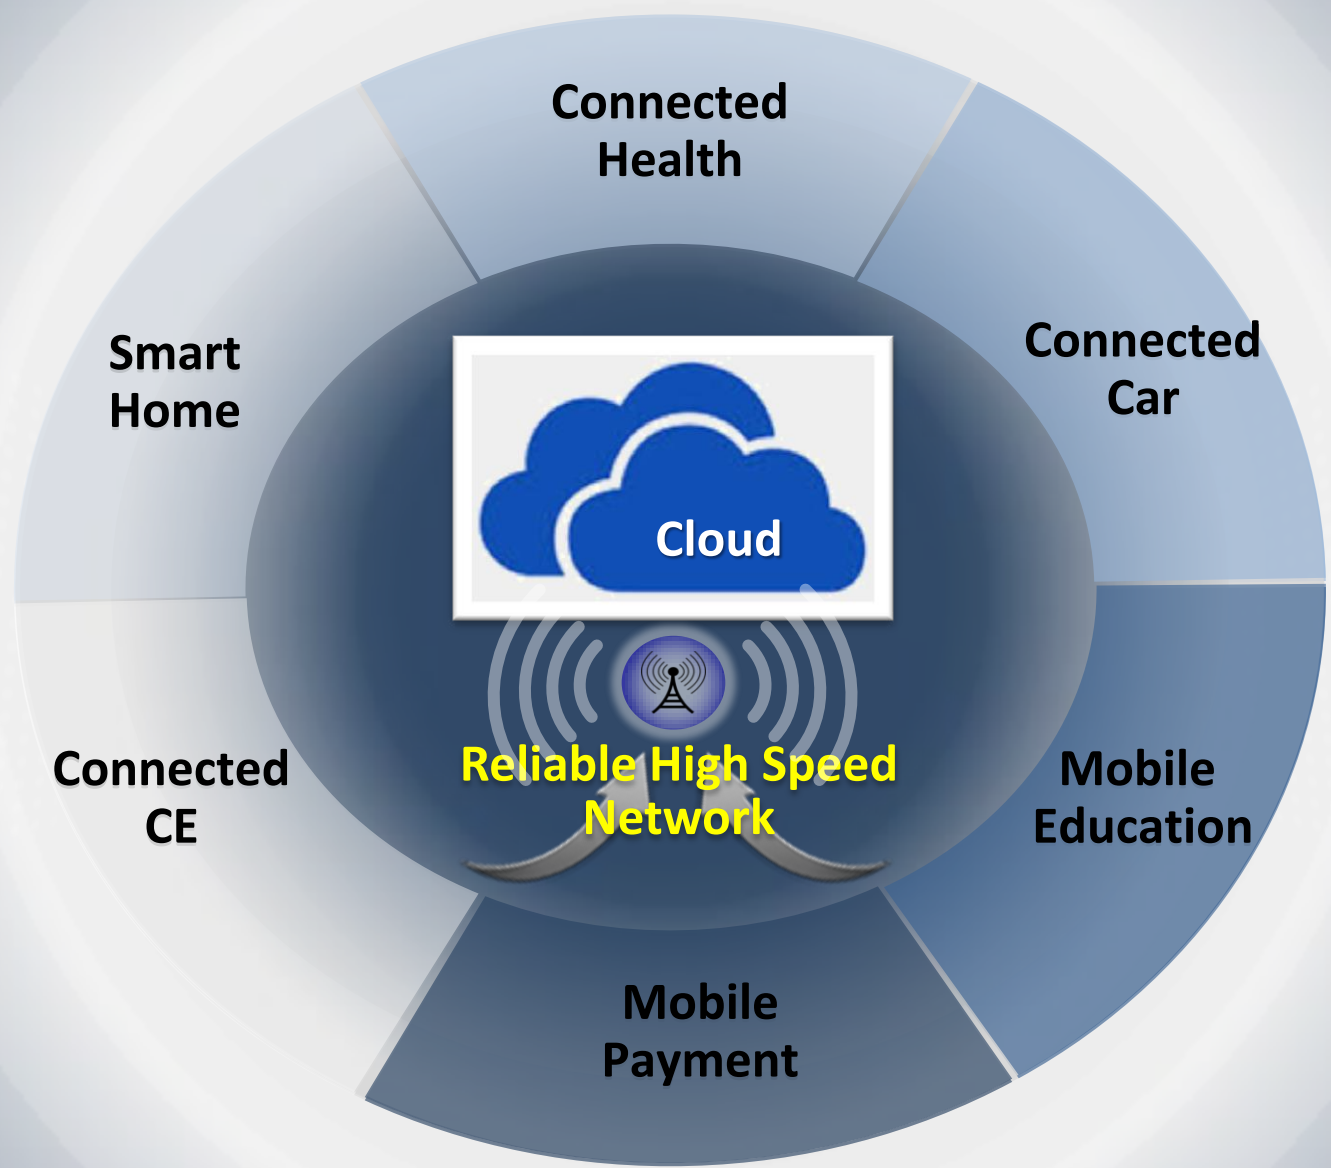 Connected
Health
Smart
Home
Connected
Car
Cloud
Reliable High Speed
Network
Connected
CE
Mobile
Education
Mobile
Payment